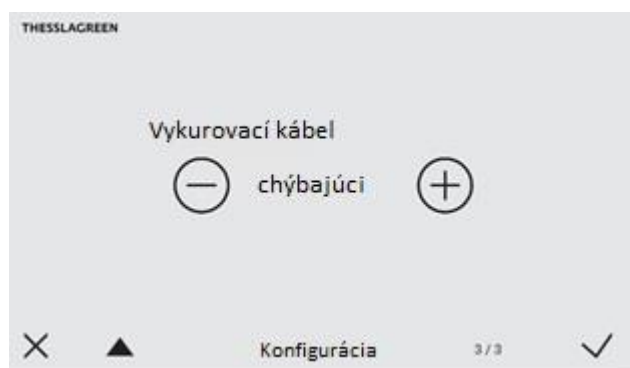 THESSLAGREEN
Vykurovací kábel
chýbajúci
Konfigurácia 3/3